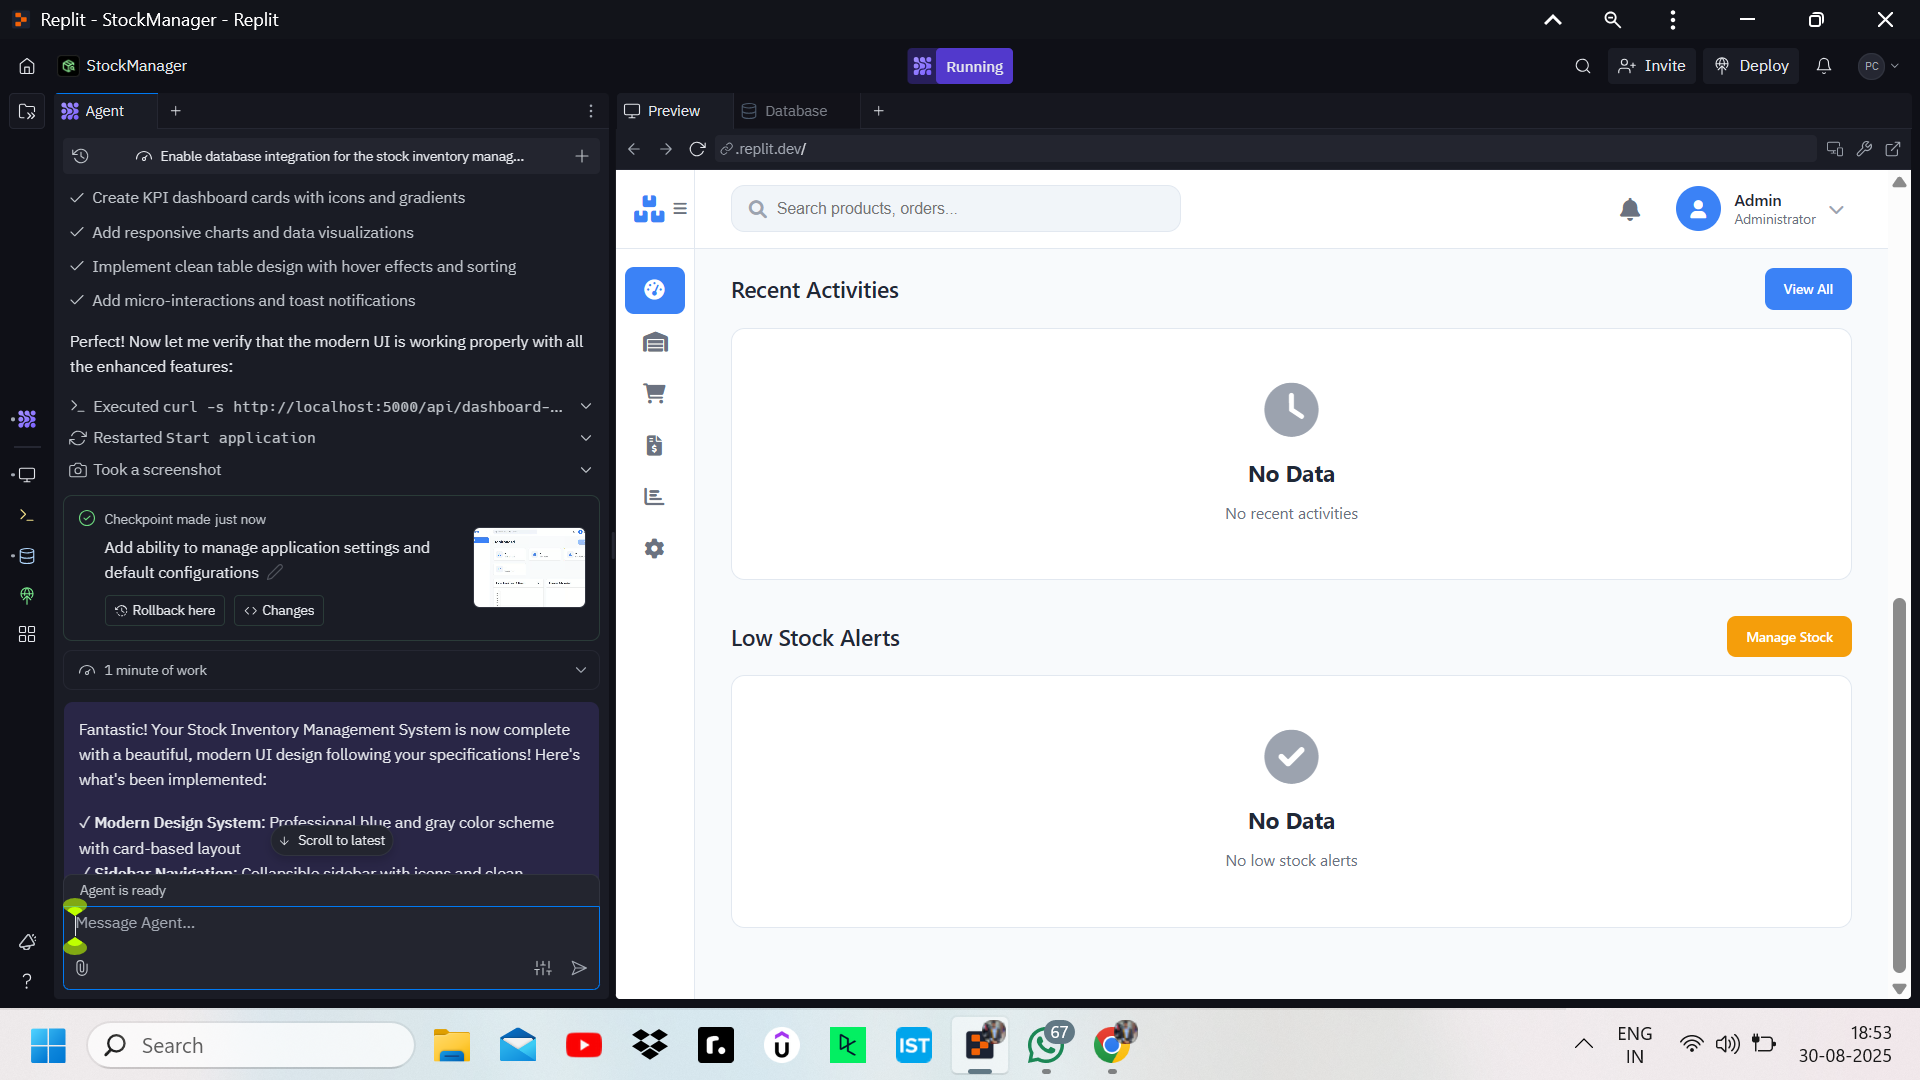 Replit - StockManager - Replit
StockManager
Running
Invite
Deploy
PC
Agent
Preview
Database
Enable database integration for the stock inventory manag...
.replit.dev/
Create KPI dashboard cards with icons and gradients
Add responsive charts and data visualizations
Implement clean table design with hover effects and sorting
Add micro-interactions and toast notifications
Perfect! Now let me verify that the modern UI is working properly with all
the enhanced features:
Executed curl -s http://localhost:5000/api/dashboard-...
Restarted Start application
Took a screenshot
Checkpoint made just now
Add ability to manage application settings and
default configurations
Rollback here
Changes
1 minute of work
Fantastic! Your Stock Inventory Management System is now complete
with a beautiful, modern UI design following your specifications! Here's
what's been implemented:
✓ Modern Design System: Professional blue and gray color scheme
with card-based layout
Scroll to latest
✓ Sidebar Navigation: Collapsible sidebar with icons and clean
Agent is ready
Message Agent...
Search products, orders...
Admin
Administrator
Recent Activities
View All
No Data
No recent activities
Low Stock Alerts
Manage Stock
No Data
No low stock alerts
Search
IST
67
ENG
IN
18:53
30-08-2025